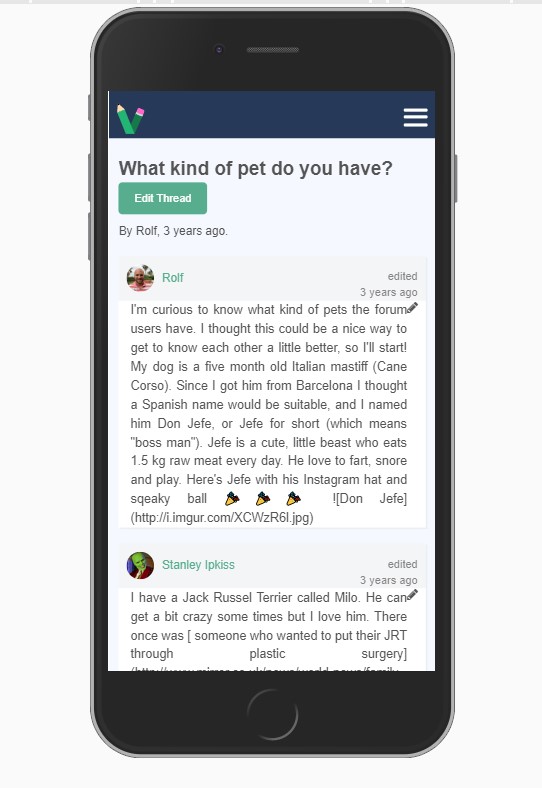 What kind of pet do you have?
Edit Thread
By Rolf, 3 years ago.
Rolf
edited
3 years ago
I'm curious to know what kind of pets the forum
users have. I thought this could be a nice way to
get to know each other a little better, so I'll start!
My dog is a five month old Italian mastiff (Cane
Corso). Since I got him from Barcelona I thought
a Spanish name would be suitable, and I named
him Don Jefe, or Jefe for short (which means
"boss man"). Jefe is a cute, little beast who eats
1.5 kg raw meat every day. He love to fart, snore
and play. Here's Jefe with his Instagram hat and
sqeaky ball 🎉 🎉 🎉 ![Don Jefe]
(http://i.imgur.com/XCWzR6l.jpg)
Stanley Ipkiss
edited
3 years ago
I have a Jack Russel Terrier called Milo. He can
get a bit crazy some times but I love him. There
once was [ someone who wanted to put their JRT
through plastic surgery]